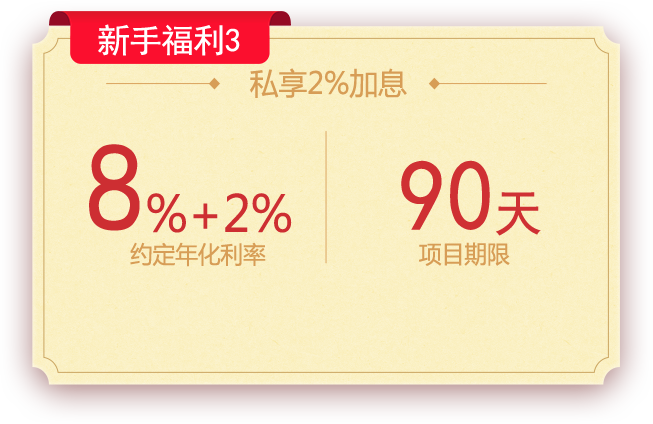 新手福利3
私享2%加息
8%+2%
约定年化利率
90天
项目期限